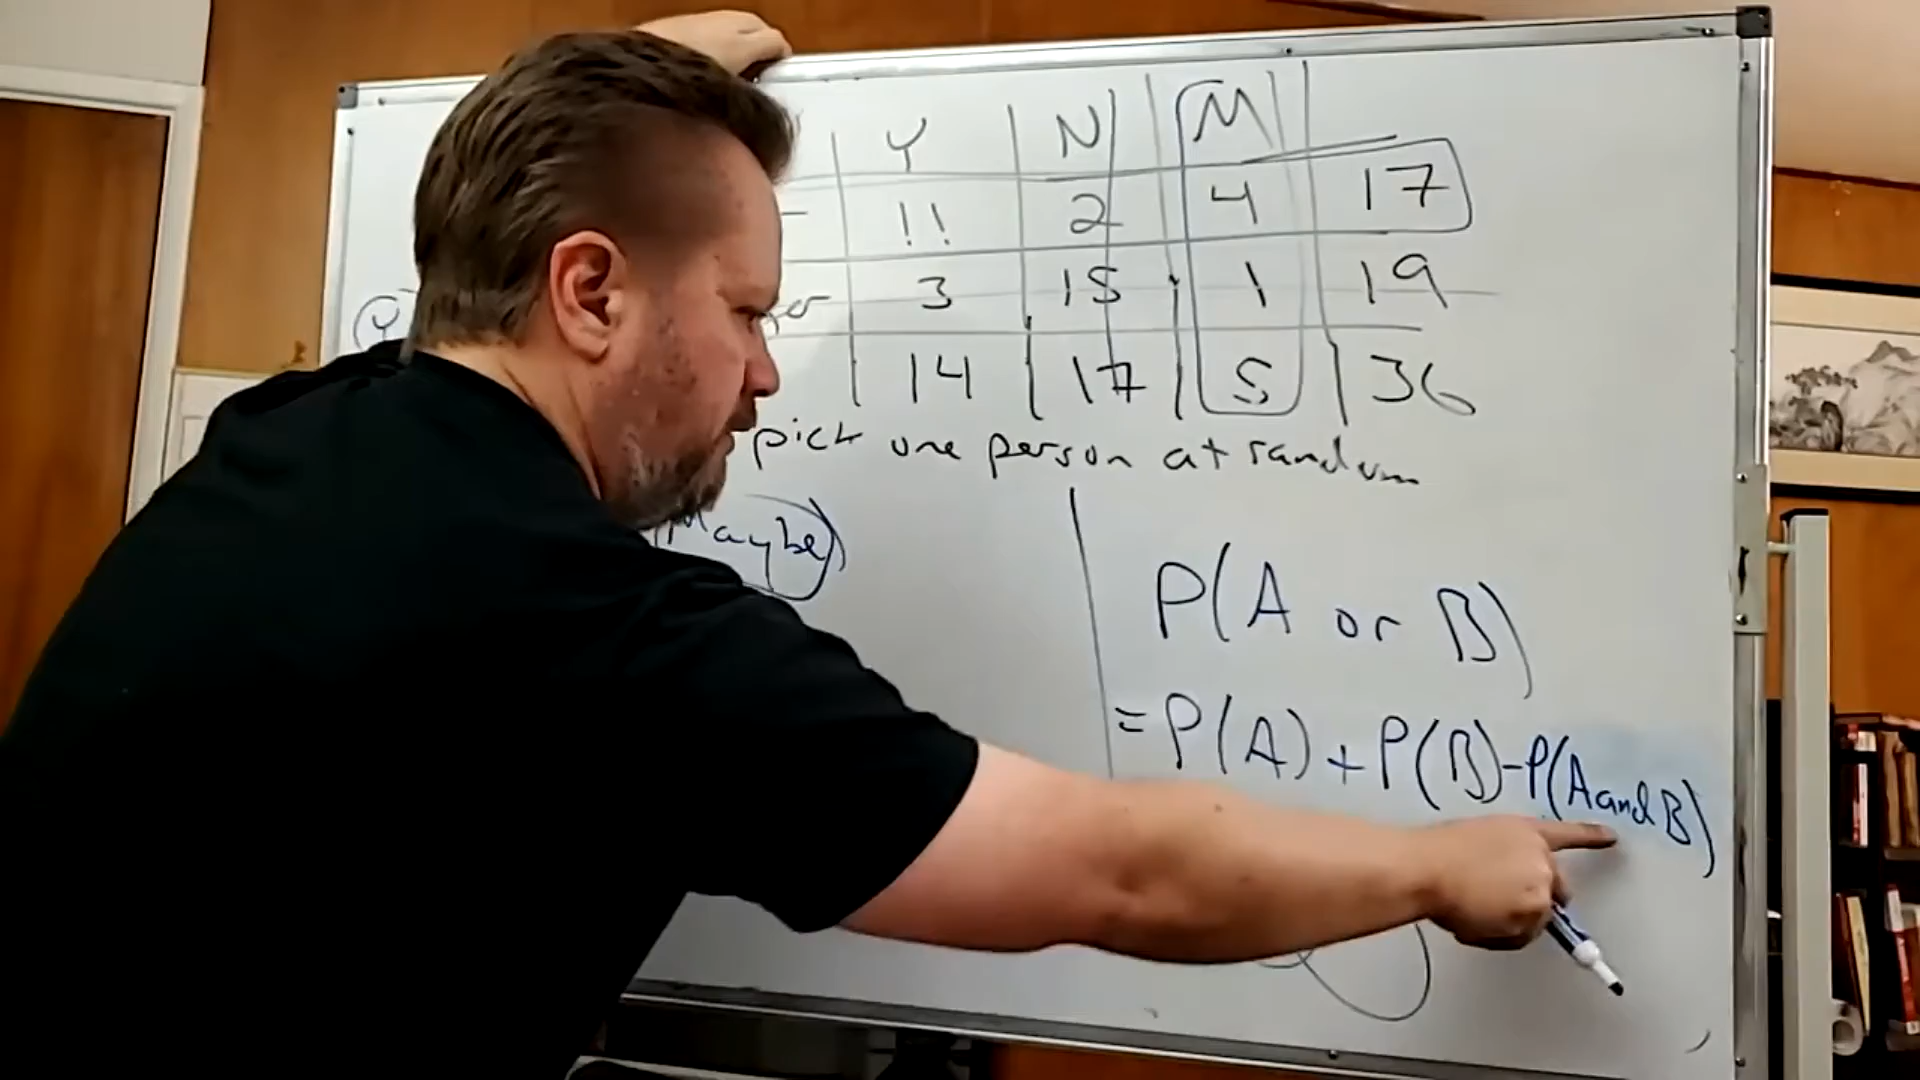 Y N M
11 2 4 17
3 15 1 19
14 17 5 36
pick one person at random
(Maybe)
P(A or B)
=P(A)+P(B)-P(A and B)